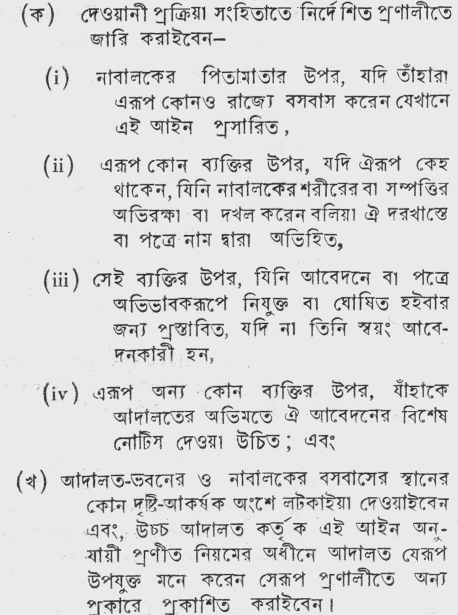 (ক) দেওয়ানী প্রক্রিয়া সংহিতাতে নির্দেশিত প্রণালীতে
জারি করাইবেন—
(i) নাবালকের পিতামাতার উপর, যদি তাঁহারা
এরূপ কোনও রাজ্যে বসবাস করেন যেখানে
এই আইন প্রসারিত,
(ii) এরূপ কোন ব্যক্তির উপর, যদি ঐরূপ কেহ
থাকেন, যিনি নাবালকের শরীরের বা সম্পত্তির
অভিরক্ষা বা দখল করেন বলিয়া ঐ দরখাস্তে
বা পত্রে নাম দ্বারা অভিহিত,
(iii) সেই ব্যক্তির উপর, যিনি আবেদনে বা পত্রে
অভিভাবকরূপে নিযুক্ত বা ঘোষিত হইবার
জন্য প্রস্তাবিত, যদি না তিনি স্বয়ং আবে-
দনকারী হন,
(iv) এরূপ অন্য কোন ব্যক্তির উপর, যাঁহাকে
আদালতের অভিমতে ঐ আবেদনের বিশেষ
নোটিস দেওয়া উচিত ; এবং
(খ) আদালত-ভবনের ও নাবালকের বসবাসের স্থানের
কোন দৃষ্টি-আকর্ষক অংশে লটকাইয়া দেওয়াইবেন
এবং, উচ্চ আদালত কর্তৃক এই আইন অনু-
যায়ী প্রণীত নিয়মের অধীনে আদালত যেরূপ
উপযুক্ত মনে করেন সেরূপ প্রণালীতে অন্য
প্রকারে প্রকাশিত করাইবেন।